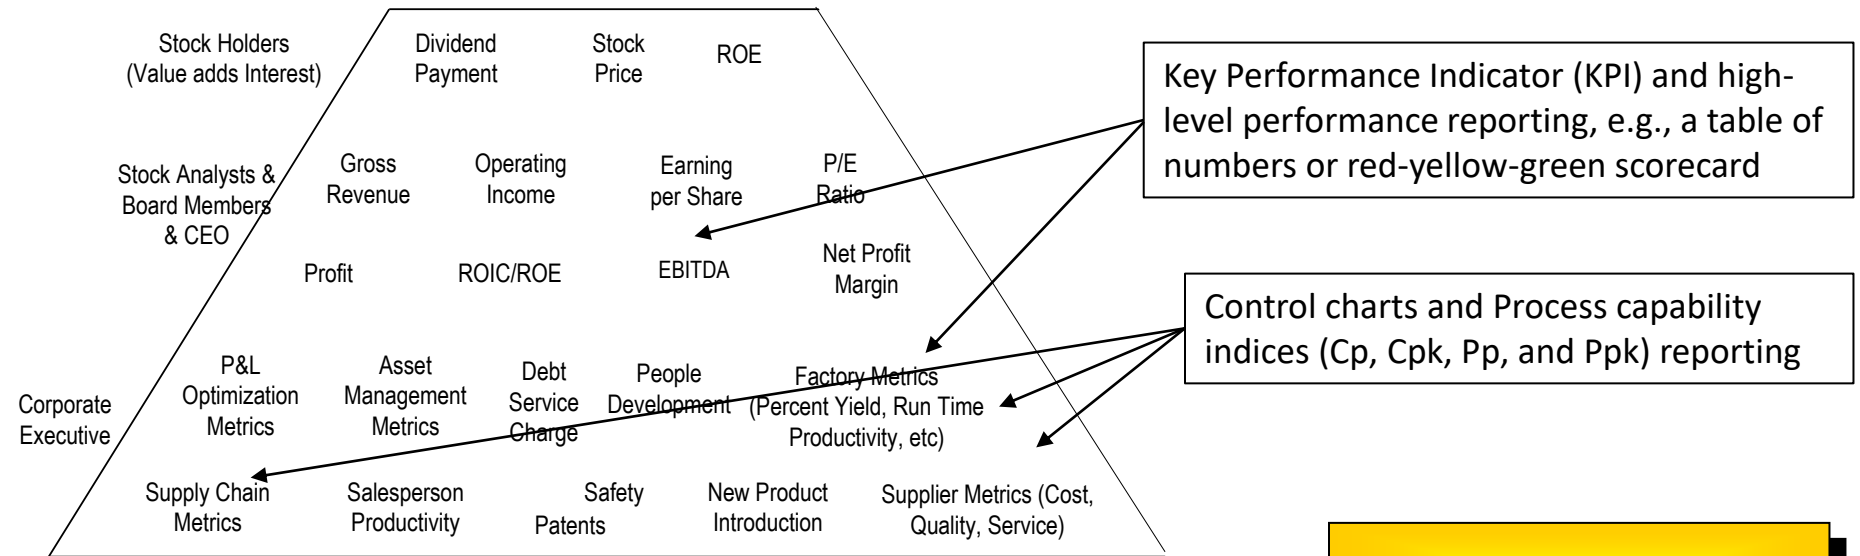 Stock Holders
(Value adds Interest)
Dividend
Payment
Stock
Price
ROE
Stock Analysts &
Board Members
& CEO
Gross
Revenue
Operating
Income
Earning
per Share
P/E
Ratio
Profit
ROIC/ROE
EBITDA
Net Profit
Margin
Corporate
Executive
P&L
Optimization
Metrics
Asset
Management
Metrics
Debt
Service
Charge
People
Development
Factory Metrics
(Percent Yield, Run Time
Productivity, etc)
Supply Chain
Metrics
Salesperson
Productivity
Safety
Patents
New Product
Introduction
Supplier Metrics (Cost,
Quality, Service)
Key Performance Indicator (KPI) and high-
level performance reporting, e.g., a table of
numbers or red-yellow-green scorecard
Control charts and Process capability
indices (Cp, Cpk, Pp, and Ppk) reporting